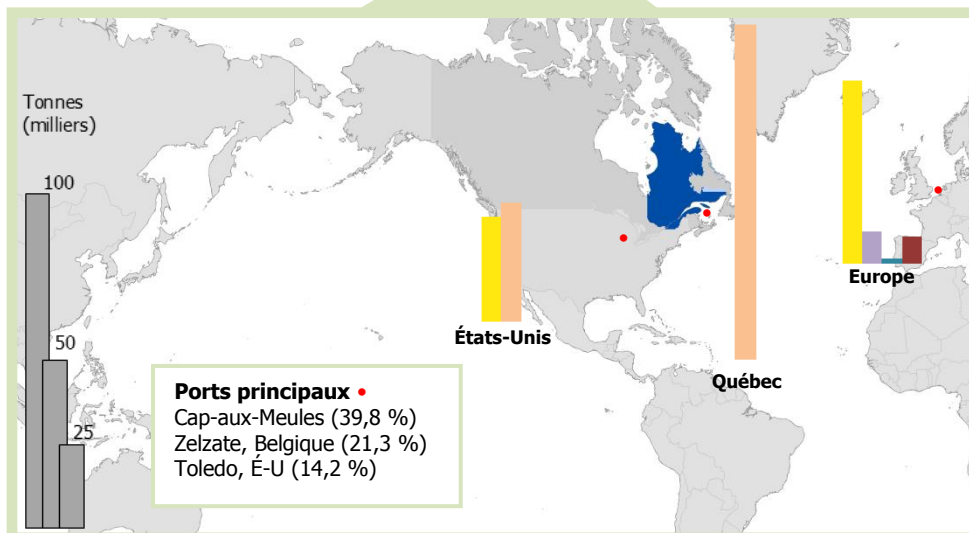 Tonnes
(milliers)
100
50
25
États-Unis
Québec
Europe
Ports principaux •
Cap-aux-Meules (39,8 %)
Zelzate, Belgique (21,3 %)
Toledo, É-U (14,2 %)